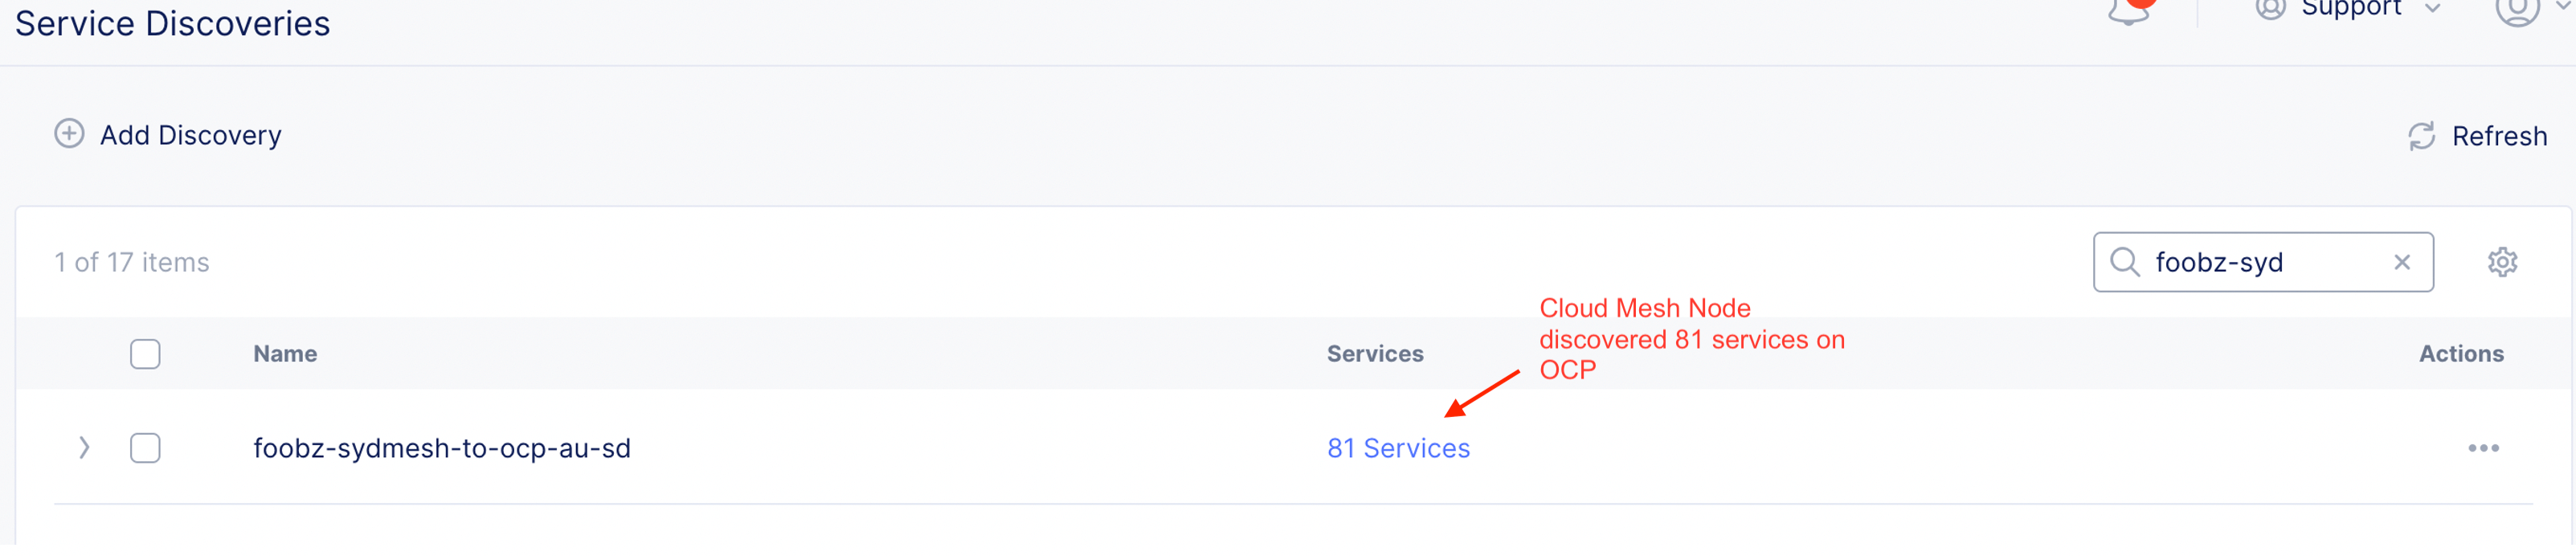 Service Discoveries
Support
Add Discovery
Refresh
1 of 17 items
foobz-syd
Cloud Mesh Node
discovered 81 services on
OCP
Name
Services
Actions
foobz-sydmesh-to-ocp-au-sd
81 Services